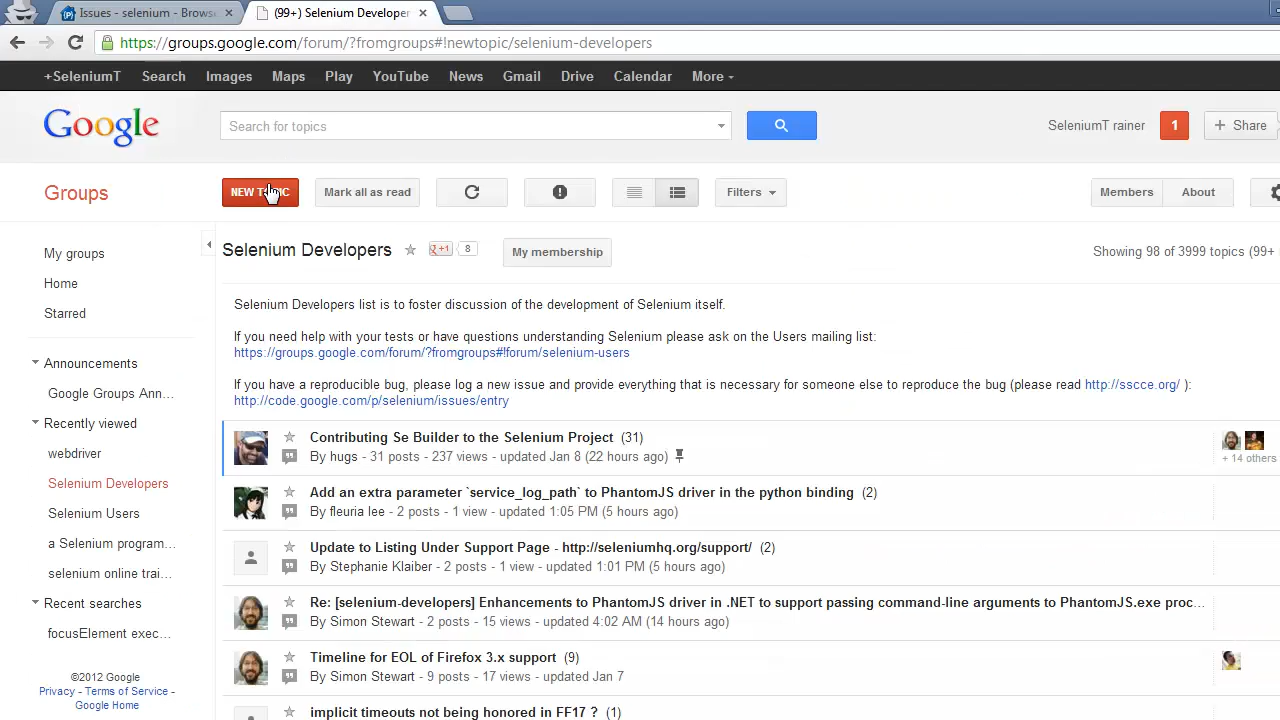 Issues - selenium - Brows
(99+) Selenium Developer
https://groups.google.com/forum/?fromgroups#!newtopic/selenium-developers
+SeleniumT Search Images Maps Play YouTube News Gmail Drive Calendar More
Google
Search for topics
SeleniumT rainer 1 + Share
Groups
NEW TOPIC Mark all as read Filters Members About
My groups
Home
Starred
Announcements
Google Groups Ann...
Recently viewed
webdriver
Selenium Developers
Selenium Users
a Selenium program...
selenium online trai...
Recent searches
focusElement exec...
©2012 Google
Privacy - Terms of Service -
Google Home
Selenium Developers +1 8 My membership Showing 98 of 3999 topics (99+
Selenium Developers list is to foster discussion of the development of Selenium itself.
If you need help with your tests or have questions understanding Selenium please ask on the Users mailing list:
https://groups.google.com/forum/?fromgroups#!forum/selenium-users
If you have a reproducible bug, please log a new issue and provide everything that is necessary for someone else to reproduce the bug (please read http://sscce.org/ ):
http://code.google.com/p/selenium/issues/entry
Contributing Se Builder to the Selenium Project (31)
By hugs - 31 posts - 237 views - updated Jan 8 (22 hours ago)
+ 14 others
Add an extra parameter `service_log_path` to PhantomJS driver in the python binding (2)
By fleuria lee - 2 posts - 1 view - updated 1:05 PM (5 hours ago)
Update to Listing Under Support Page - http://seleniumhq.org/support/ (2)
By Stephanie Klaiber - 2 posts - 1 view - updated 1:01 PM (5 hours ago)
Re: [selenium-developers] Enhancements to PhantomJS driver in .NET to support passing command-line arguments to PhantomJS.exe proc...
By Simon Stewart - 2 posts - 15 views - updated 4:02 AM (14 hours ago)
Timeline for EOL of Firefox 3.x support (9)
By Simon Stewart - 9 posts - 17 views - updated Jan 7
implicit timeouts not being honored in FF17 ? (1)